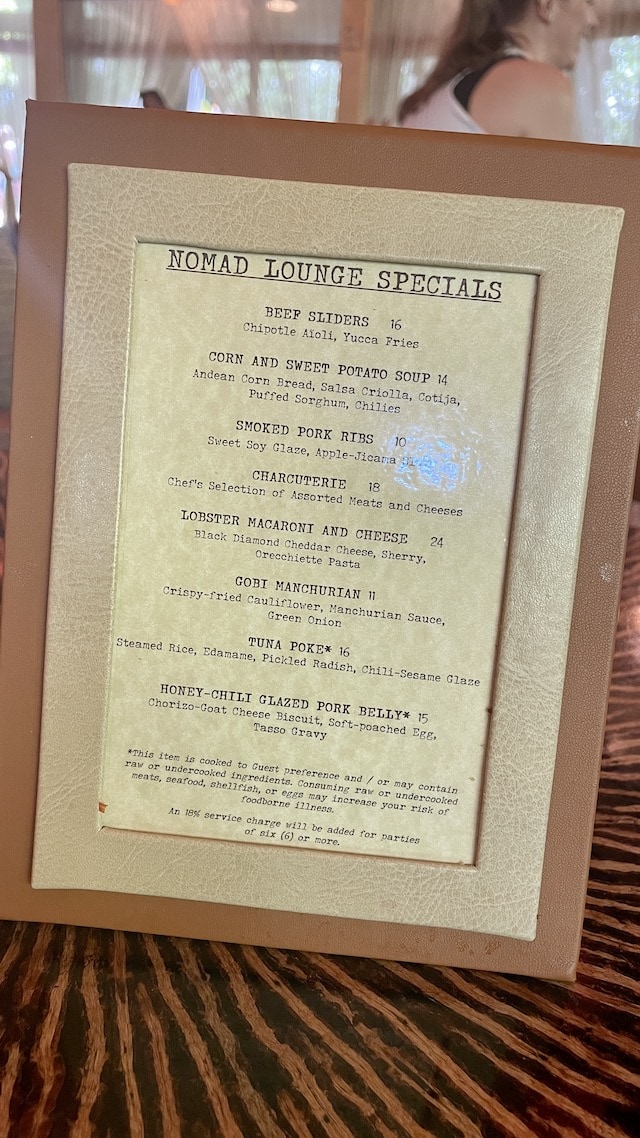 NOMAD LOUNGE SPECIALS
BEEF SLIDERS 16
Chipotle Aïoli, Yucca Fries
CORN AND SWEET POTATO SOUP 14
Andean Corn Bread, Salsa Criolla, Cotija,
Puffed Sorghum, Chilies
SMOKED PORK RIBS 10
Sweet Soy Glaze, Apple-Jicama
CHARCUTERIE 18
Chef's Selection of Assorted Meats and Cheeses
LOBSTER MACARONI AND CHEESE 24
Black Diamond Cheddar Cheese, Sherry,
Orecchiette Pasta
GOBI MANCHURIAN 11
Crispy-fried Cauliflower, Manchurian Sauce,
Green Onion
TUNA POKE* 16
Steamed Rice, Edamame, Pickled Radish, Chili-Sesame Glaze
HONEY-CHILI GLAZED PORK BELLY* 15
Chorizo-Goat Cheese Biscuit, Soft-poached Egg,
Tasso Gravy
*This item is cooked to Guest preference and / or may contain
raw or undercooked ingredients. Consuming raw or undercooked
meats, seafood, shellfish, or eggs may increase your risk of
foodborne illness.
An 18% service charge will be added for parties
of six (6) or more.